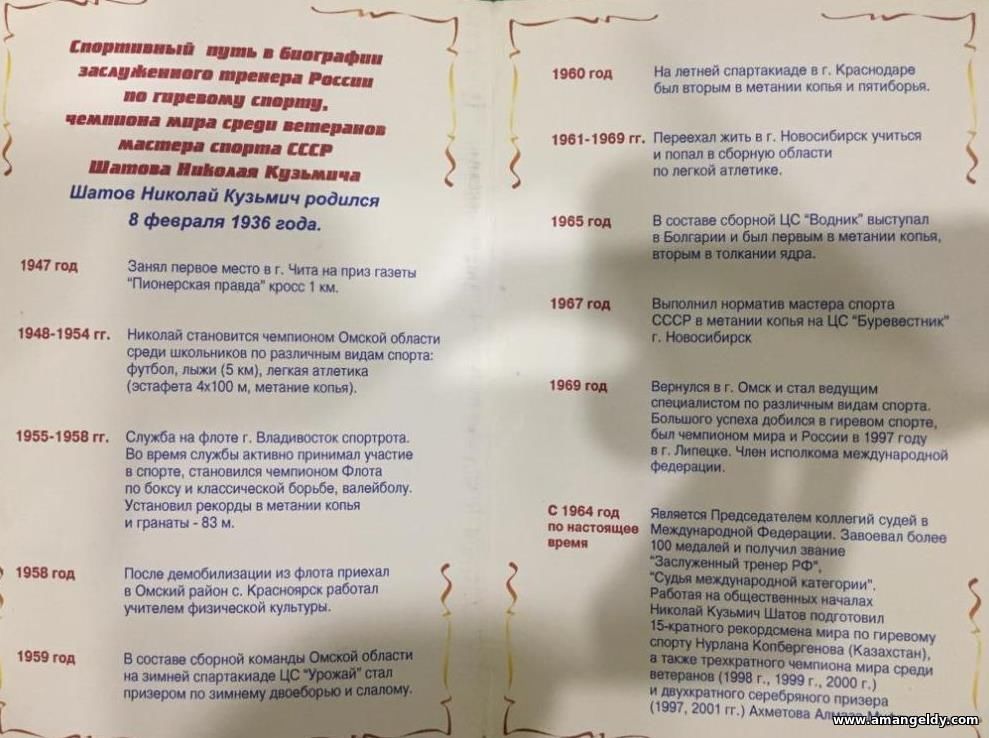 Спортивный путь в биографии
заслуженного тренера России
по гиревому спорту,
чемпиона мира среди ветеранов
мастера спорта СССР
Шатова Николая Кузьмича
Шатов Николай Кузьмич родился
8 февраля 1936 года.
1947 год
Занял первое место в г. Чита на приз газеты
"Пионерская правда" кросс 1 км.
1948-1954 гг.
Николай становится чемпионом Омской области
среди школьников по различным видам спорта:
футбол, лыжи (5 км), легкая атлетика
(эстафета 4х100 м, метание копья).
1955-1958 гг.
Служба на флоте г. Владивосток спортрота.
Во время службы активно принимал участие
в спорте, становился чемпионом Флота
по боксу и классической борьбе, валейболу.
Установил рекорды в метании копья
и гранаты - 83 м.
1958 год
После демобилизации из флота приехал
в Омский район с. Красноярск работал
учителем физической культуры.
1959 год
В составе сборной команды Омской области
на зимней спартакиаде ЦС "Урожай" стал
призером по зимнему двоеборью и слалому.
1960 год
На летней спартакиаде в г. Краснодаре
был вторым в метании копья и пятиборья.
1961-1969 гг.
Переехал жить в г. Новосибирск учиться
и попал в сборную области
по легкой атлетике.
1965 год
В составе сборной ЦС "Водник" выступал
в Болгарии и был первым в метании копья,
вторым в толкании ядра.
1967 год
Выполнил норматив мастера спорта
СССР в метании копья на ЦС "Буревестник"
г. Новосибирск
1969 год
Вернулся в г. Омск и стал ведущим
специалистом по различным видам спорта.
Большого успеха добился в гиревом спорте,
был чемпионом мира и России в 1997 году
в г. Липецке. Член исполкома международной
федерации.
С 1964 год
по настоящее
время
Является Председателем коллегий судей в
Международной Федерации. Завоевал более
100 медалей и получил звание
"Заслуженный тренер РФ",
"Судья международной категории".
Работая на общественных началах
Николай Кузьмич Шатов подготовил
15-кратного рекордсмена мира по гиревому
спорту Нурлана Копбергенова (Казахстан),
а также трехкратного чемпиона мира среди
ветеранов (1998 г., 1999 г., 2000 г.)
и двухкратного серебряного призера
(1997, 2001 гг.) Ахметова
www.amangeldy.com